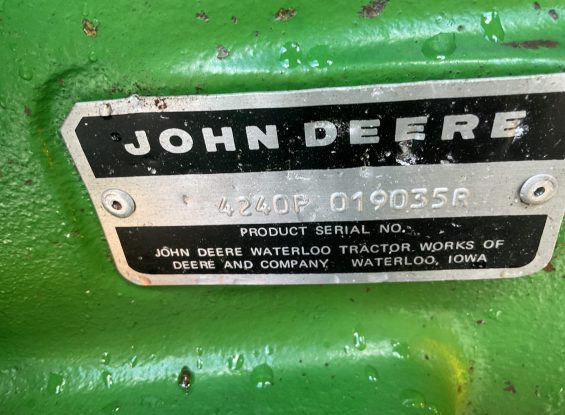 JOHN DEERE
4240P 019035R
PRODUCT SERIAL NO.
JOHN DEERE WATERLOO TRACTOR WORKS OF
DEERE AND COMPANY WATERLOO, IOWA